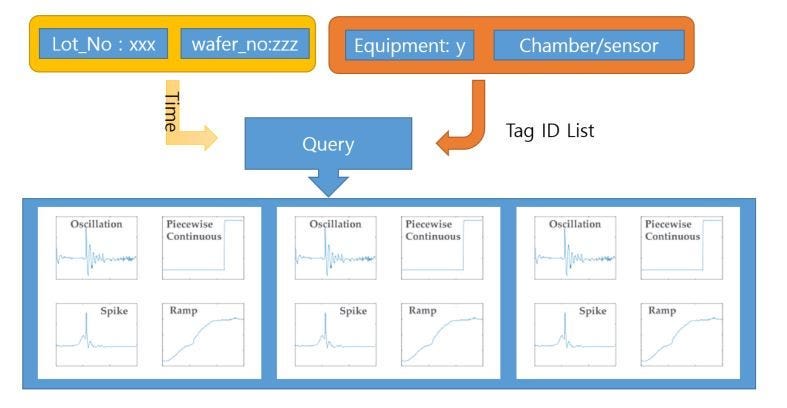 Lot_No : xxx
wafer_no:zzz
Equipment: y
Chamber/sensor
Time
Query
Tag ID List
Oscillation
Piecewise
Continuous
Spike
Ramp
Oscillation
Piecewise
Continuous
Spike
Ramp
Oscillation
Piecewise
Continuous
Spike
Ramp